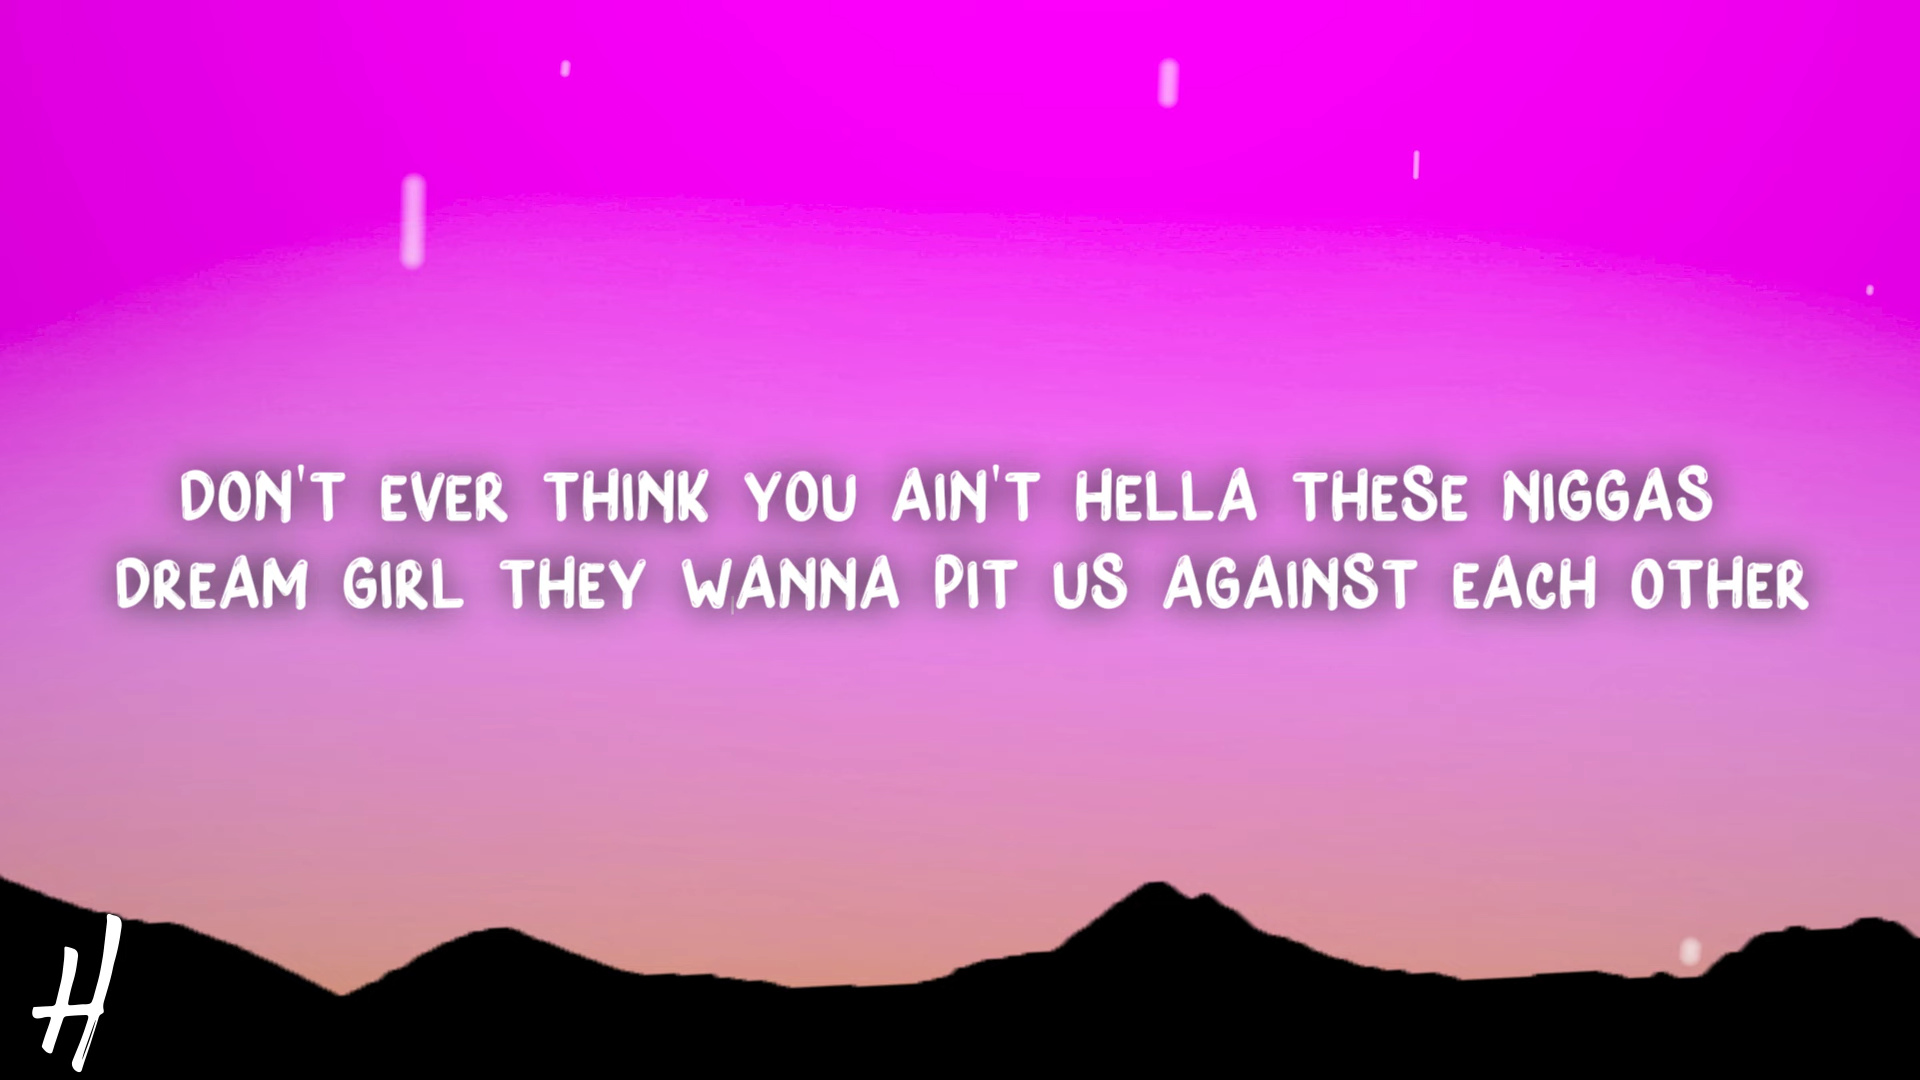 DON'T EVER THINK YOU AIN'T HELLA THESE NIGGAS
DREAM GIRL THEY WANNA PIT US AGAINST EACH OTHER
H